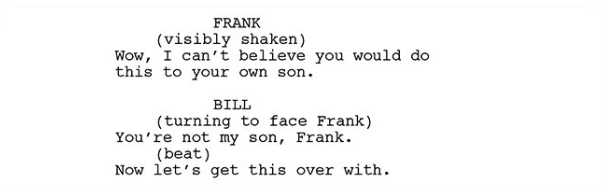 FRANK
(visibly shaken)
Wow, I can’t believe you would do
this to your own son.
BILL
(turning to face Frank)
You’re not my son, Frank.
(beat)
Now let’s get this over with.